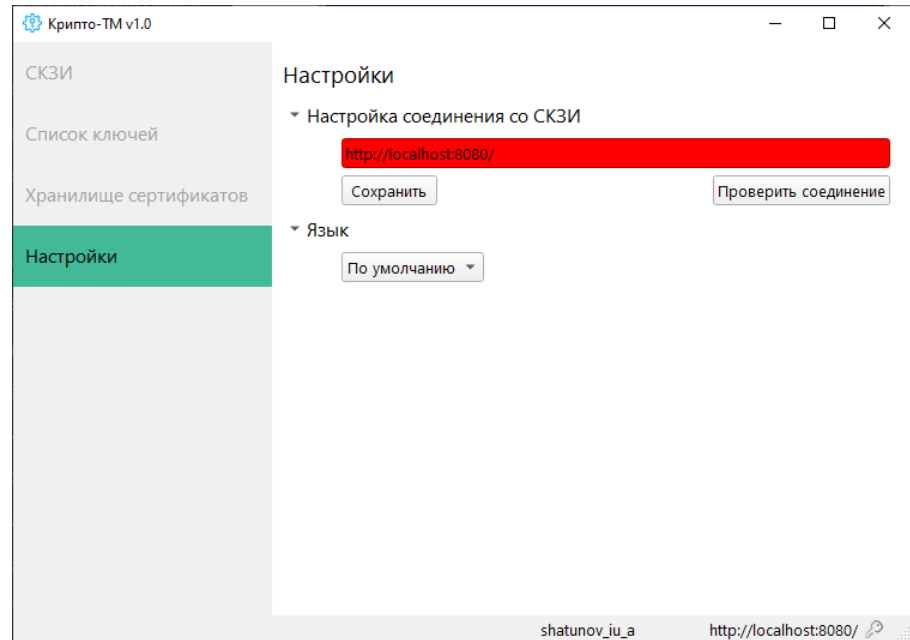 Крипто-ТМ v1.0
СКЗИ
Список ключей
Хранилище сертификатов
Настройки
Настройки
Настройка соединения со СКЗИ
http://localhost:8080/
Сохранить
Проверить соединение
Язык
По умолчанию
shatunov_iu_a
http://localhost:8080/